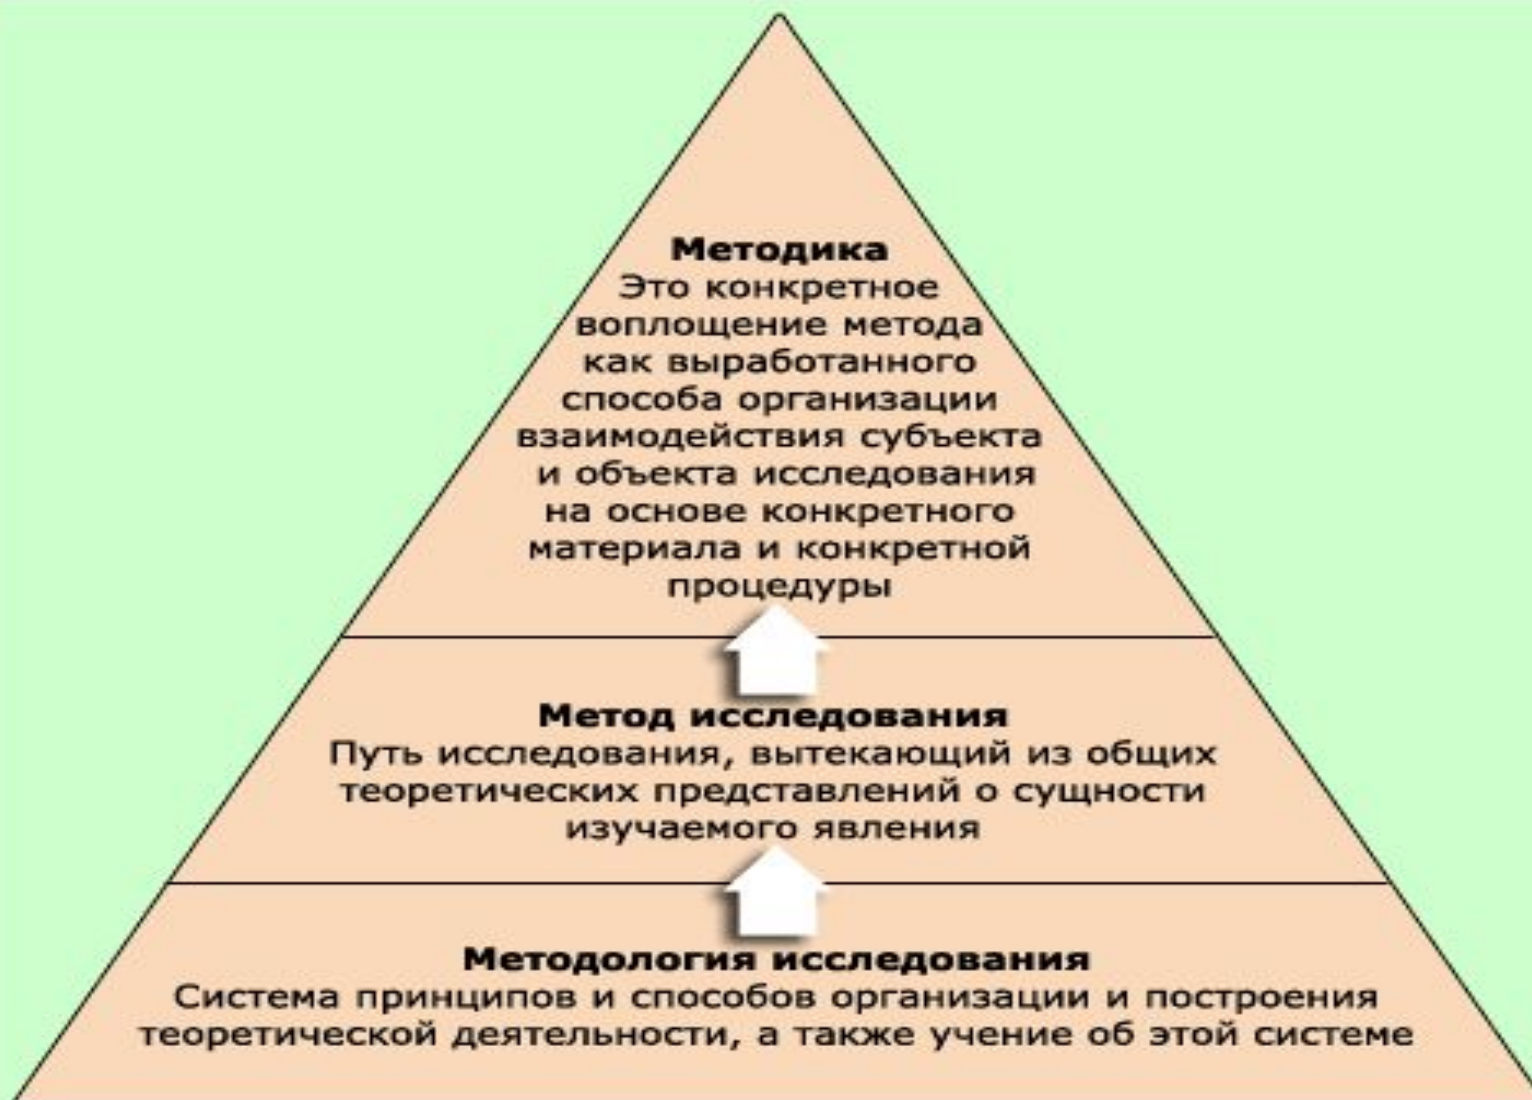 Методика
Это конкретное
воплощение метода
как выработанного
способа организации
взаимодействия субъекта
и объекта исследования
на основе конкретного
материала и конкретной
процедуры
Метод исследования
Путь исследования, вытекающий из общих
теоретических представлений о сущности
изучаемого явления
Методология исследования
Система принципов и способов организации и построения
теоретической деятельности, а также учение об этой системе